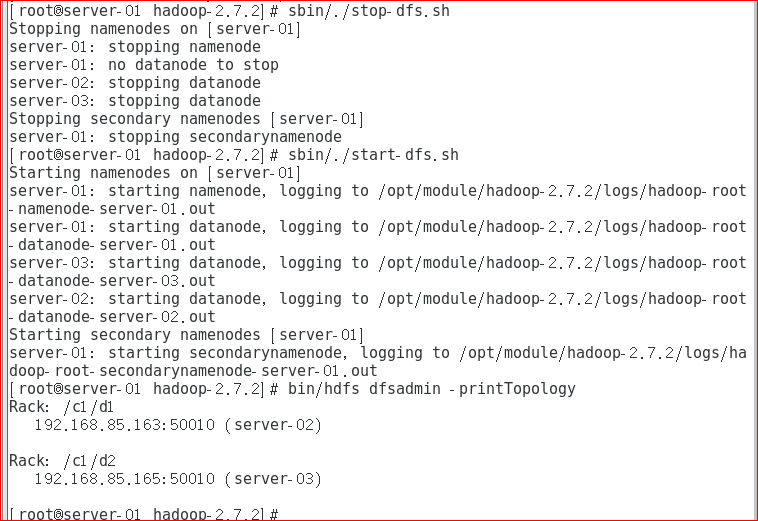 [root@server-01 hadoop-2.7.2]# sbin/./stop-dfs.sh
Stopping namenodes on [server-01]
server-01: stopping namenode
server-01: no datanode to stop
server-02: stopping datanode
server-03: stopping datanode
Stopping secondary namenodes [server-01]
server-01: stopping secondarynamenode
[root@server-01 hadoop-2.7.2]# sbin/./start-dfs.sh
Starting namenodes on [server-01]
server-01: starting namenode, logging to /opt/module/hadoop-2.7.2/logs/hadoop-root
-namenode-server-01.out
server-01: starting datanode, logging to /opt/module/hadoop-2.7.2/logs/hadoop-root
-datanode-server-01.out
server-03: starting datanode, logging to /opt/module/hadoop-2.7.2/logs/hadoop-root
-datanode-server-03.out
server-02: starting datanode, logging to /opt/module/hadoop-2.7.2/logs/hadoop-root
-datanode-server-02.out
Starting secondary namenodes [server-01]
server-01: starting secondarynamenode, logging to /opt/module/hadoop-2.7.2/logs/ha
doop-root-secondarynamenode-server-01.out
[root@server-01 hadoop-2.7.2]# bin/hdfs dfsadmin -printTopology
Rack: /c1/d1
   192.168.85.163:50010 (server-02)

Rack: /c1/d2
   192.168.85.165:50010 (server-03)

[root@server-01 hadoop-2.7.2]#